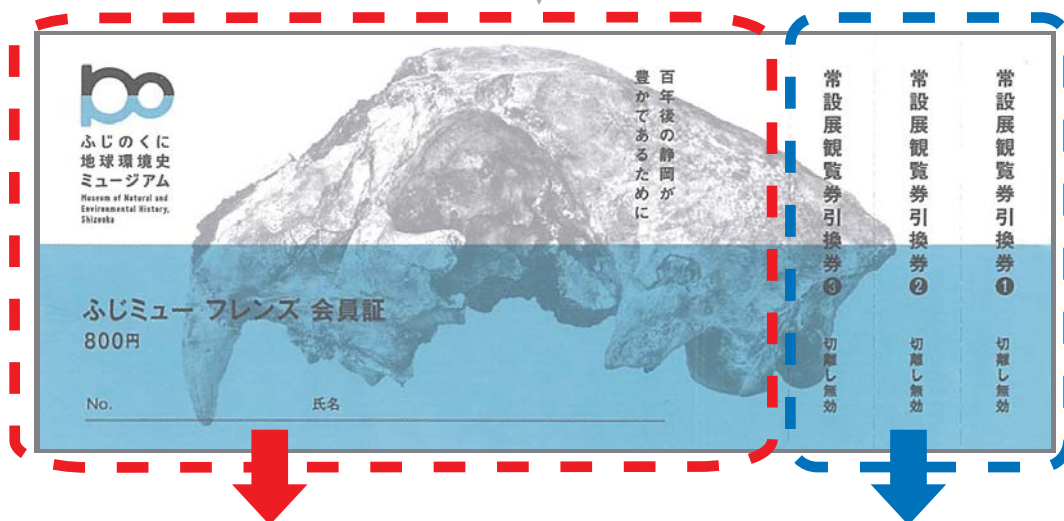 ふじのくに
地球環境史
ミュージアム
Museum of Natural and
Environmental History,
Shizuoka
百年後の静岡が
豊かであるために
ふじミュー フレンズ 会員証
800円
No. 氏名
常設展観覧券引換券❶ 切離し無効
常設展観覧券引換券❷ 切離し無効
常設展観覧券引換券❸ 切離し無効